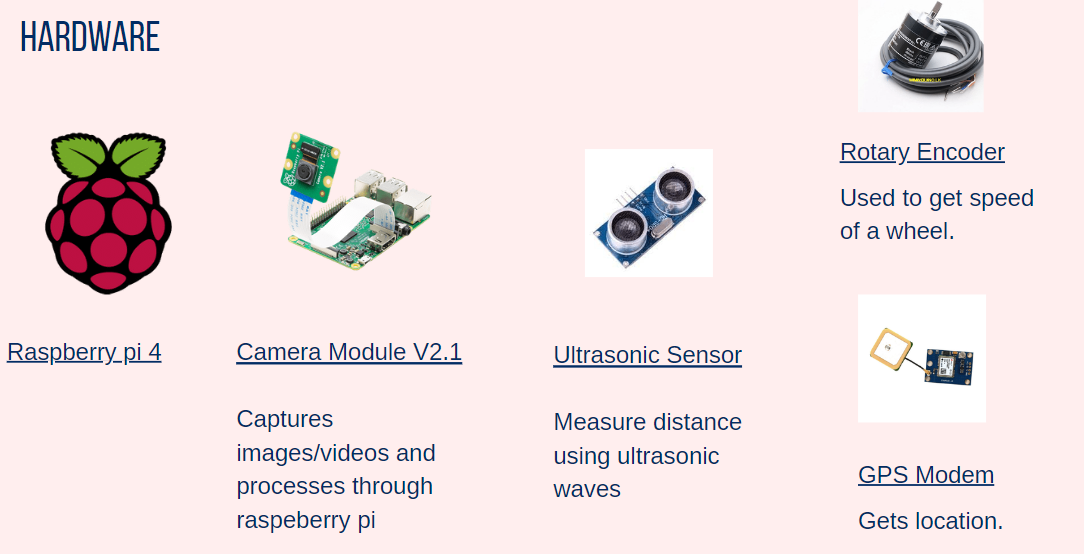 HARDWARE
Raspberry pi 4
Camera Module V2.1
Captures
images/videos and
processes through
raspeberry pi
Ultrasonic Sensor
Measure distance
using ultrasonic
waves
Rotary Encoder
Used to get speed
of a wheel.
GPS Modem
Gets location.